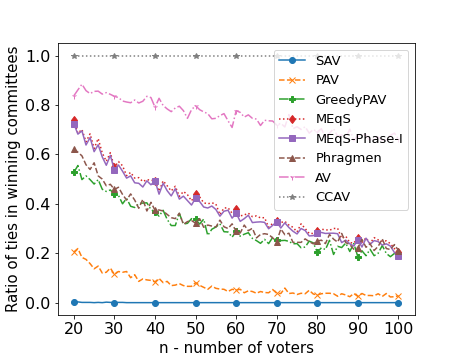 Ratio of ties in winning committees
1.0
0.8
0.6
0.4
0.2
0.0
SAV
PAV
GreedyPAV
MEqS
MEqS-Phase-I
Phragmen
AV
CCAV
20 30 40 50 60 70 80 90 100
n - number of voters